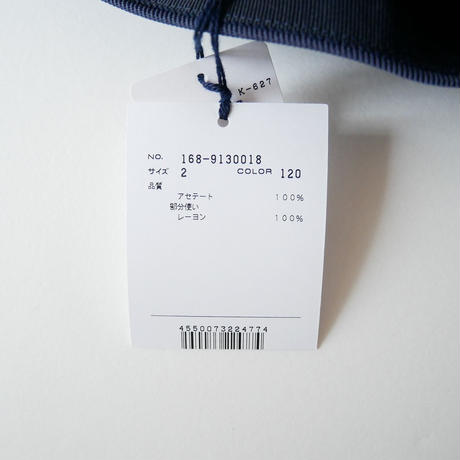 K-627
NO. 168-9130018
サイズ 2 COLOR 120
品質
アセテート 100%
部分使い
レーヨン 100%
4550073224774